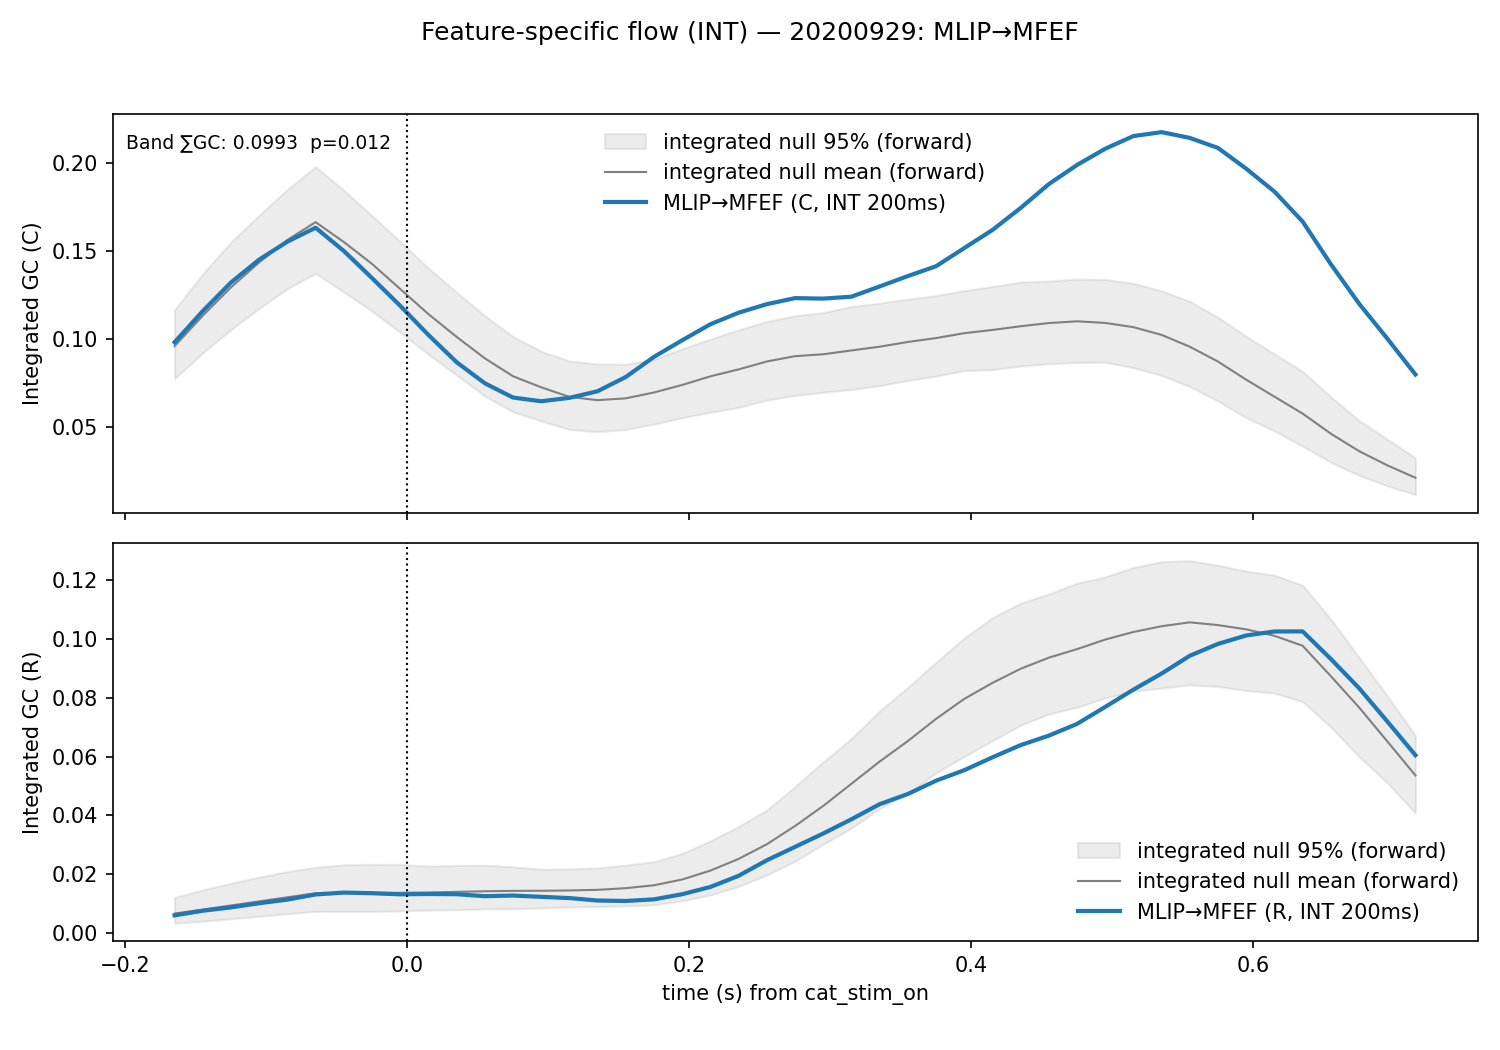 Feature-specific flow (INT) — 20200929: MLIP→MFEF
Band ∑GC: 0.0993  p=0.012
integrated null 95% (forward)
integrated null mean (forward)
MLIP→MFEF (C, INT 200ms)
Integrated GC (C)
0.20
0.15
0.10
0.05
Integrated GC (R)
0.12
0.10
0.08
0.06
0.04
0.02
0.00
integrated null 95% (forward)
integrated null mean (forward)
MLIP→MFEF (R, INT 200ms)
−0.2 0.0 0.2 0.4 0.6
time (s) from cat_stim_on